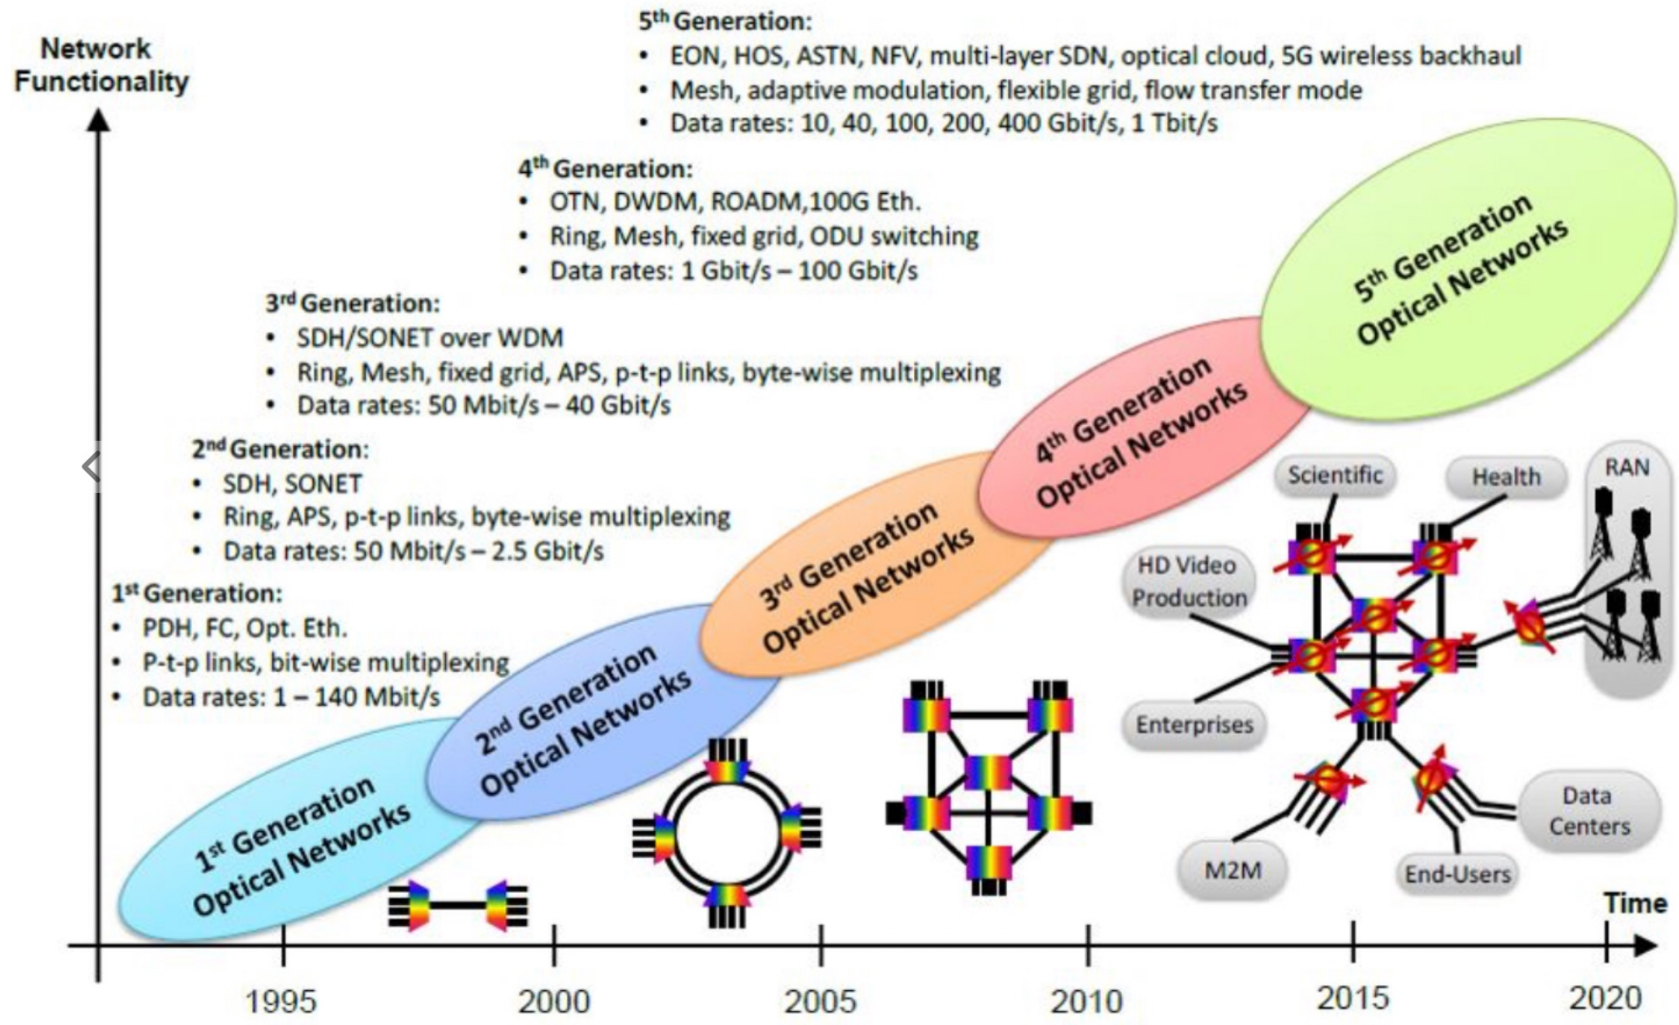 Network
Functionality
5th Generation:
• EON, HOS, ASTN, NFV, multi-layer SDN, optical cloud, 5G wireless backhaul
• Mesh, adaptive modulation, flexible grid, flow transfer mode
• Data rates: 10, 40, 100, 200, 400 Gbit/s, 1 Tbit/s
4th Generation:
• OTN, DWDM, ROADM,100G Eth.
• Ring, Mesh, fixed grid, ODU switching
• Data rates: 1 Gbit/s – 100 Gbit/s
3rd Generation:
• SDH/SONET over WDM
• Ring, Mesh, fixed grid, APS, p-t-p links, byte-wise multiplexing
• Data rates: 50 Mbit/s – 40 Gbit/s
2nd Generation:
• SDH, SONET
• Ring, APS, p-t-p links, byte-wise multiplexing
• Data rates: 50 Mbit/s – 2.5 Gbit/s
1st Generation:
• PDH, FC, Opt. Eth.
• P-t-p links, bit-wise multiplexing
• Data rates: 1 – 140 Mbit/s
1st Generation
Optical Networks
2nd Generation
Optical Networks
3rd Generation
Optical Networks
4th Generation
Optical Networks
5th Generation
Optical Networks
Scientific
Health
RAN
HD Video
Production
Enterprises
M2M
End-Users
Data
Centers
Time
1995
2000
2005
2010
2015
2020